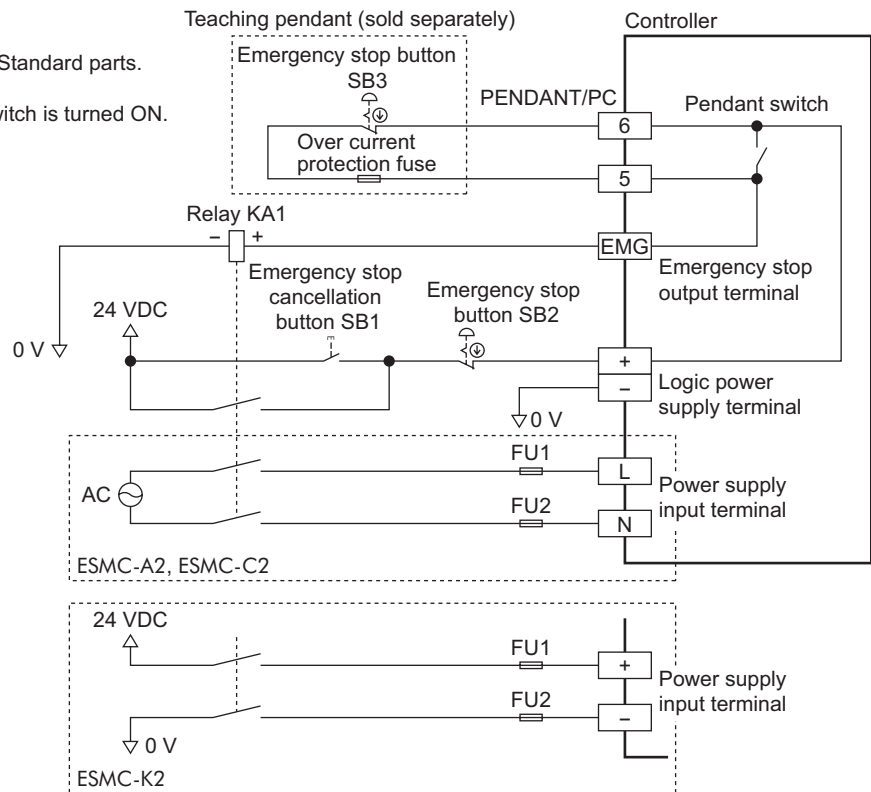 Teaching pendant (sold separately)
Controller
Standard parts.
Emergency stop button
SB3
PENDANT/PC
Pendant switch
witch is turned ON.
6
Over current
protection fuse
5
Relay KA1
– +
EMG
Emergency stop
output terminal
Emergency stop
cancellation
button SB1
Emergency stop
button SB2
24 VDC
0 V
+
–
Logic power
supply terminal
0 V
FU1
L
AC
Power supply
input terminal
FU2
N
ESMC-A2, ESMC-C2
24 VDC
FU1
+
Power supply
input terminal
FU2
–
0 V
ESMC-K2